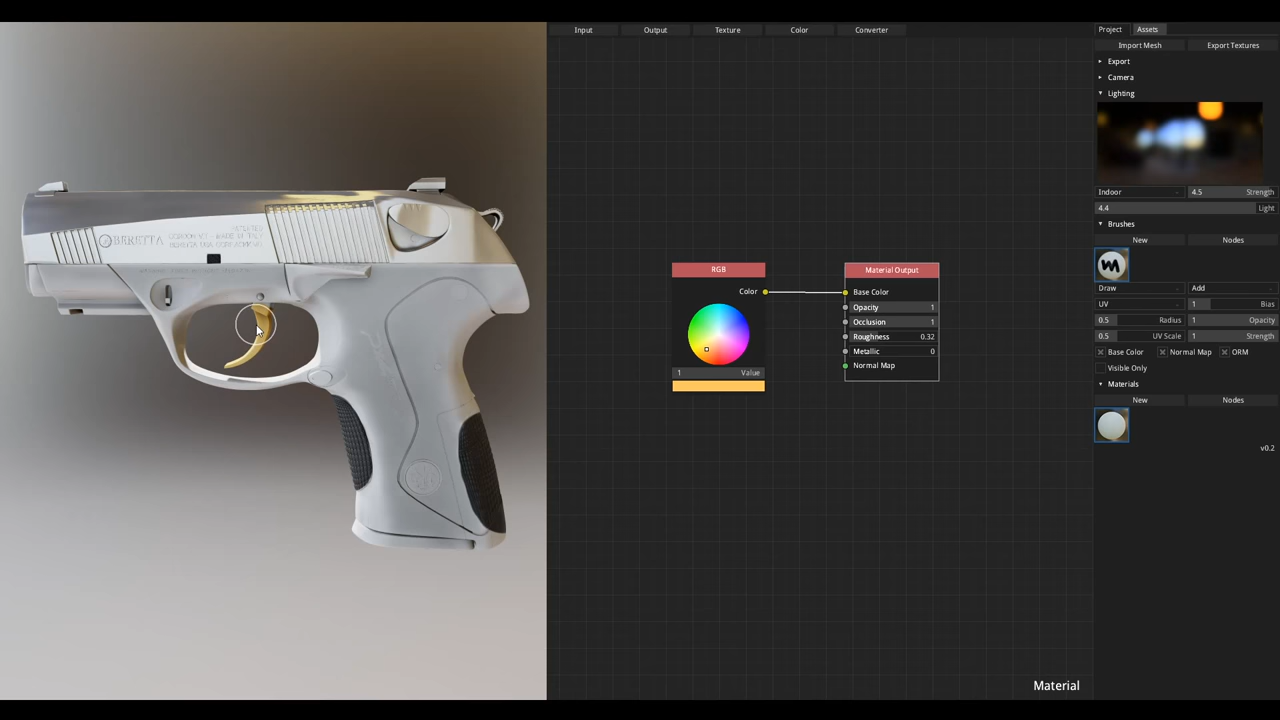 Input Output Texture Color Converter
Project Assets
Import Mesh Export Textures
Export
Camera
Lighting
Indoor 4.5 Strength
4.4 Light
Brushes
New Nodes
Draw Add
UV 1 Bias
0.5 Radius 1 Opacity
0.5 UV Scale 1 Strength
Base Color Normal Map ORM
Visible Only
Materials
New Nodes
v0.2
RGB
Color
1 Value
Material Output
Base Color
Opacity 1
Occlusion 1
Roughness 0.32
Metallic 0
Normal Map
BERETTA
Material